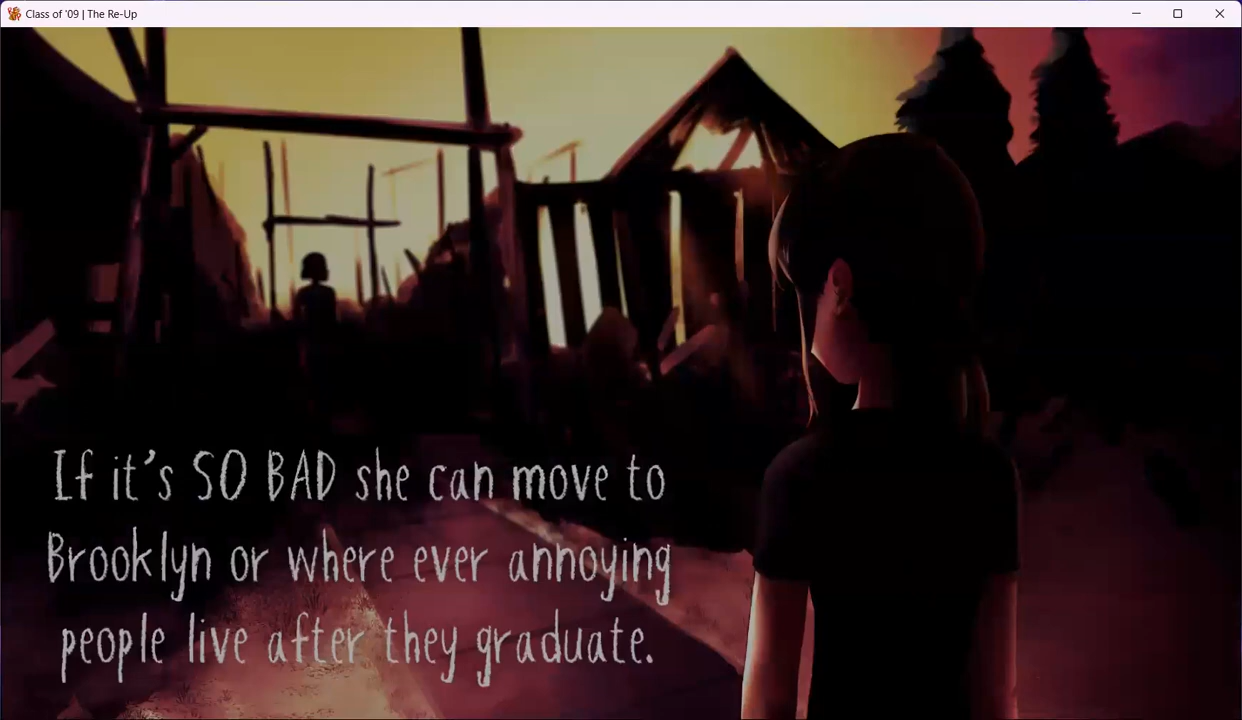 Class of '09 | The Re-Up
If it's SO BAD she can move to
Brooklyn or where ever annoying
people live after they graduate.